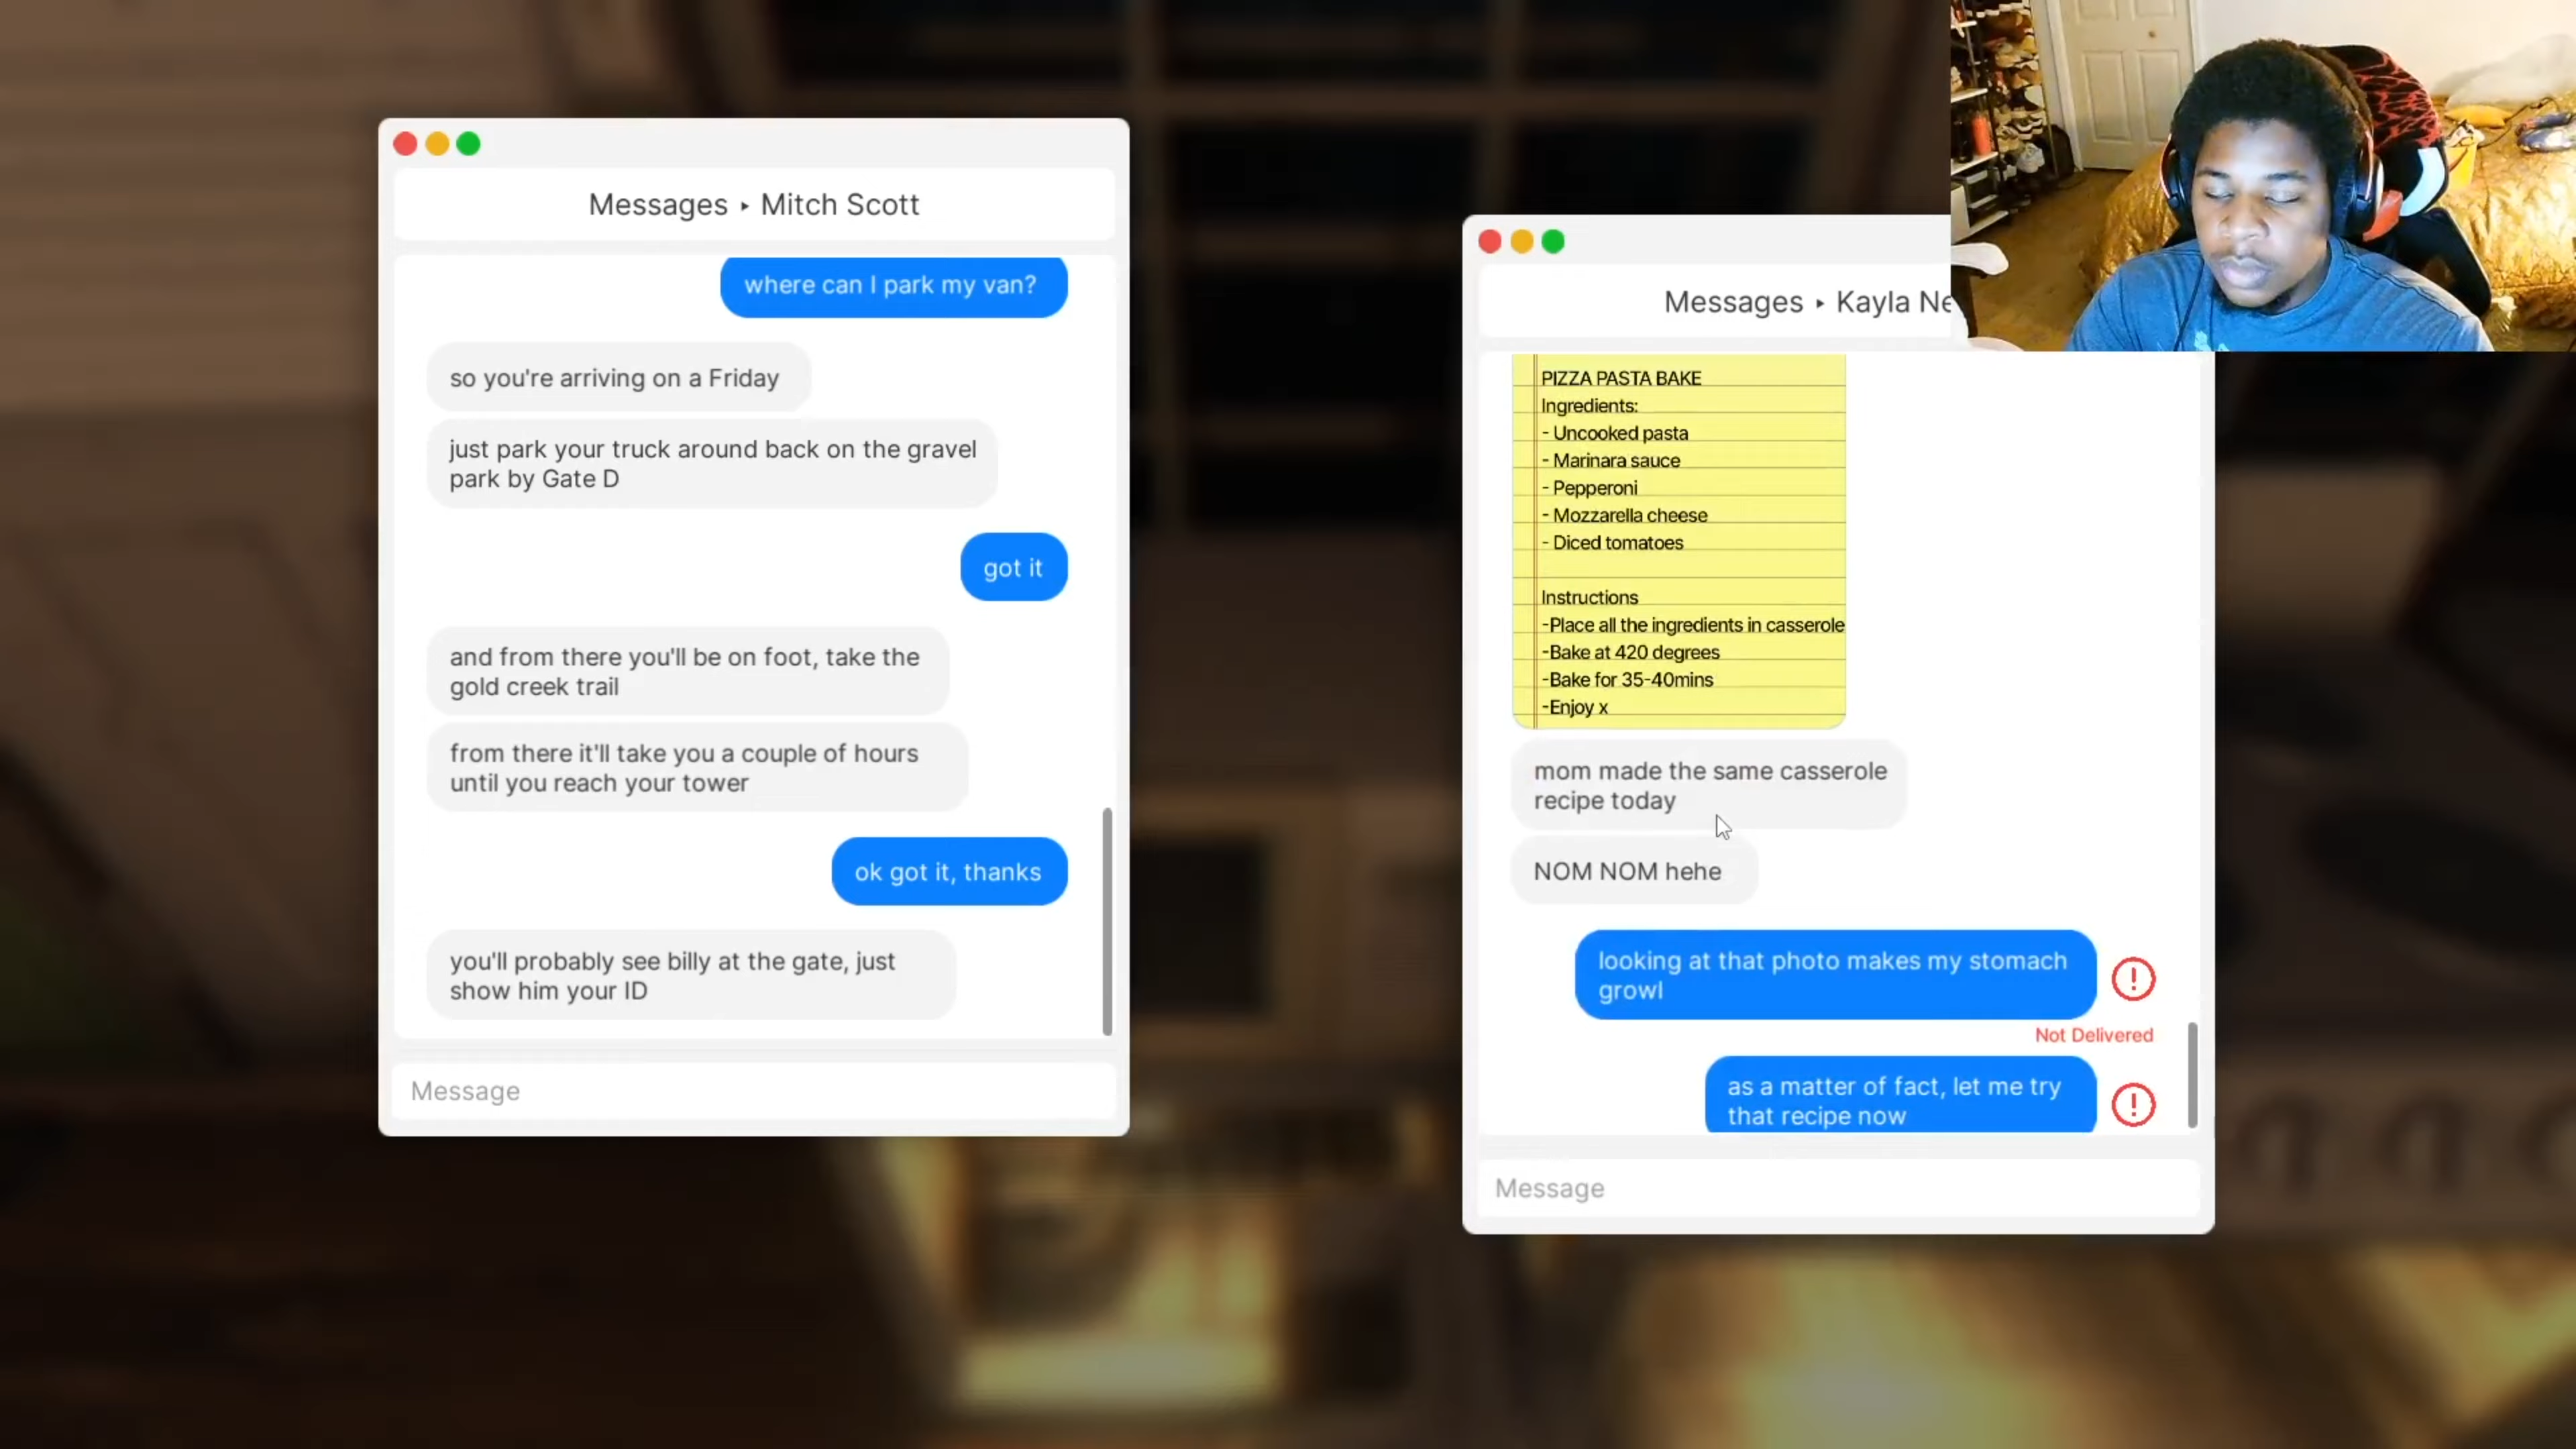 Messages ▸ Mitch Scott
where can I park my van?
so you're arriving on a Friday
just park your truck around back on the gravel
park by Gate D
got it
and from there you'll be on foot, take the
gold creek trail
from there it'll take you a couple of hours
until you reach your tower
ok got it, thanks
you'll probably see billy at the gate, just
show him your ID
Message
Messages ▸ Kayla
PIZZA PASTA BAKE
Ingredients:
- Uncooked pasta
- Marinara sauce
- Pepperoni
- Mozzarella cheese
- Diced tomatoes
Instructions
-Place all the ingredients in casserole
-Bake at 420 degrees
-Bake for 35-40mins
-Enjoy x
mom made the same casserole
recipe today
NOM NOM hehe
looking at that photo makes my stomach
growl
Not Delivered
as a matter of fact, let me try
that recipe now
Message